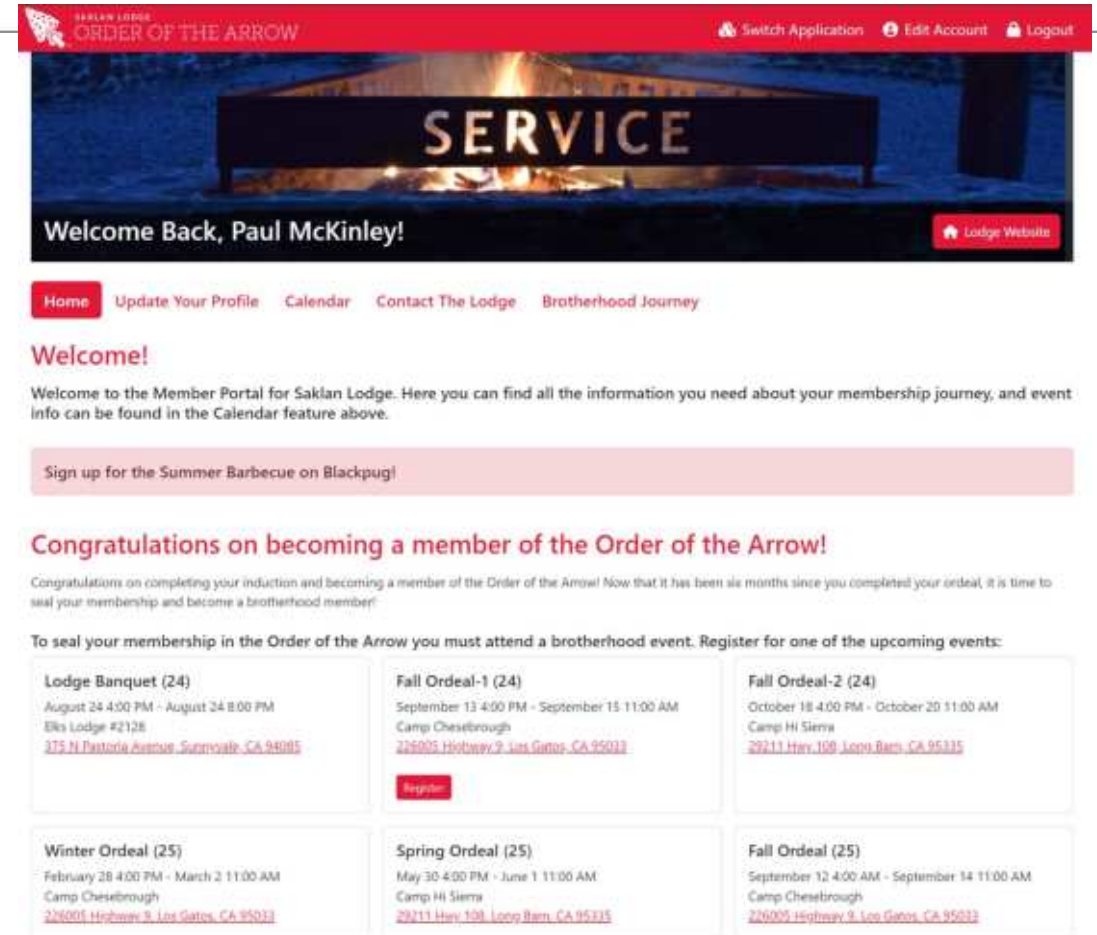 SAKLAN LODGE
ORDER OF THE ARROW
Switch Application Edit Account Logout
SERVICE
Welcome Back, Paul McKinley!
Lodge Website
Home Update Your Profile Calendar Contact The Lodge Brotherhood Journey
Welcome!
Welcome to the Member Portal for Saklan Lodge. Here you can find all the information you need about your membership journey, and event
info can be found in the Calendar feature above.
Sign up for the Summer Barbecue on Blackpug!
Congratulations on becoming a member of the Order of the Arrow!
Congratulations on completing your induction and becoming a member of the Order of the Arrow! Now that it has been six months since you completed your ordeal, it is time to
seal your membership and become a brotherhood member!
To seal your membership in the Order of the Arrow you must attend a brotherhood event. Register for one of the upcoming events:
Lodge Banquet (24)
August 24 4:00 PM - August 24 8:00 PM
Elks Lodge #2128
375 N Pastoria Avenue, Sunnyvale, CA 94085
Fall Ordeal-1 (24)
September 13 4:00 PM - September 15 11:00 AM
Camp Chesebrough
226005 Highway 9, Los Gatos, CA 95033
Register
Fall Ordeal-2 (24)
October 18 4:00 PM - October 20 11:00 AM
Camp Hi Sierra
29211 Hwy 108, Long Barn, CA 95335
Winter Ordeal (25)
February 28 4:00 PM - March 2 11:00 AM
Camp Chesebrough
226005 Highway 9, Los Gatos, CA 95033
Spring Ordeal (25)
May 30 4:00 PM - June 1 11:00 AM
Camp Hi Sierra
29211 Hwy 108, Long Barn, CA 95335
Fall Ordeal (25)
September 12 4:00 AM - September 14 11:00 AM
Camp Chesebrough
226005 Highway 9, Los Gatos, CA 95033